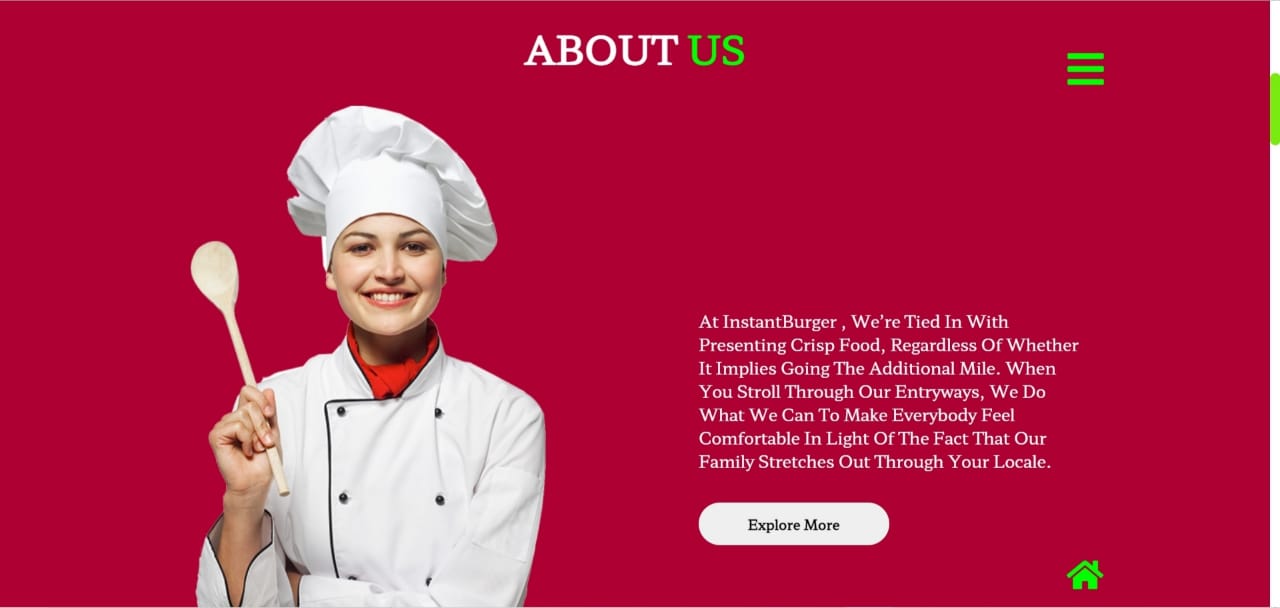 ABOUT US
At InstantBurger , We’re Tied In With
Presenting Crisp Food, Regardless Of Whether
It Implies Going The Additional Mile. When
You Stroll Through Our Entryways, We Do
What We Can To Make Everybody Feel
Comfortable In Light Of The Fact That Our
Family Stretches Out Through Your Locale.
Explore More